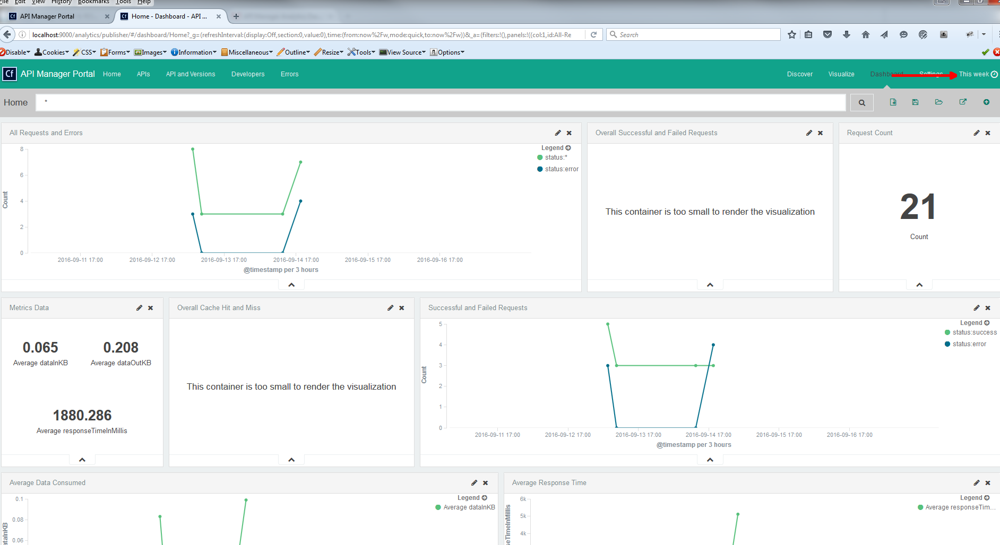 File Edit View History Bookmarks Tools Help
API Manager Portal
Home - Dashboard - API ...
localhost:9000/analytics/publisher/#/dashboard/Home?_g=(refreshInterval:(display:Off,section:0,value:0),time:(from:now%2Fw,mode:quick,to:now%2Fw))&_a=(filters:!(),panels:!((col:1,id:All-Re
Search
Disable Cookies CSS Forms Images Information Miscellaneous Outline Resize Tools View Source Options
Cf API Manager Portal Home APIs API and Versions Developers Errors Discover Visualize Dashboard Settings This week
Home *
All Requests and Errors
Legend
status:*
status:error
8
6
4
2
0
Count
2016-09-11 17:00 2016-09-12 17:00 2016-09-13 17:00 2016-09-14 17:00 2016-09-15 17:00 2016-09-16 17:00
@timestamp per 3 hours
Overall Successful and Failed Requests
This container is too small to render the visualization
Request Count
21
Count
Metrics Data
0.065 0.208
Average dataInKB Average dataOutKB
1880.286
Average responseTimeInMillis
Overall Cache Hit and Miss
This container is too small to render the visualization
Successful and Failed Requests
Legend
status:success
status:error
5
4
3
2
1
0
Count
2016-09-11 17:00 2016-09-12 17:00 2016-09-13 17:00 2016-09-14 17:00 2016-09-15 17:00 2016-09-16 17:00
@timestamp per 3 hours
Average Data Consumed
Legend
Average dataInKB
0.1
0.08
0.06
ataInKB
Average Response Time
Legend
Average responseTim...
6k
5k
4k
seTimeInMillis